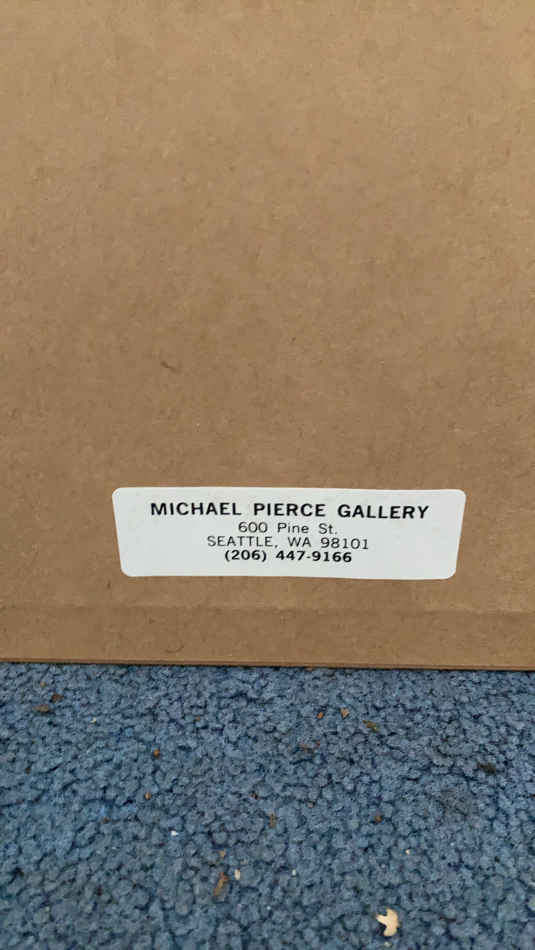 MICHAEL PIERCE GALLERY
600 Pine St.
SEATTLE, WA 98101
(206) 447-9166